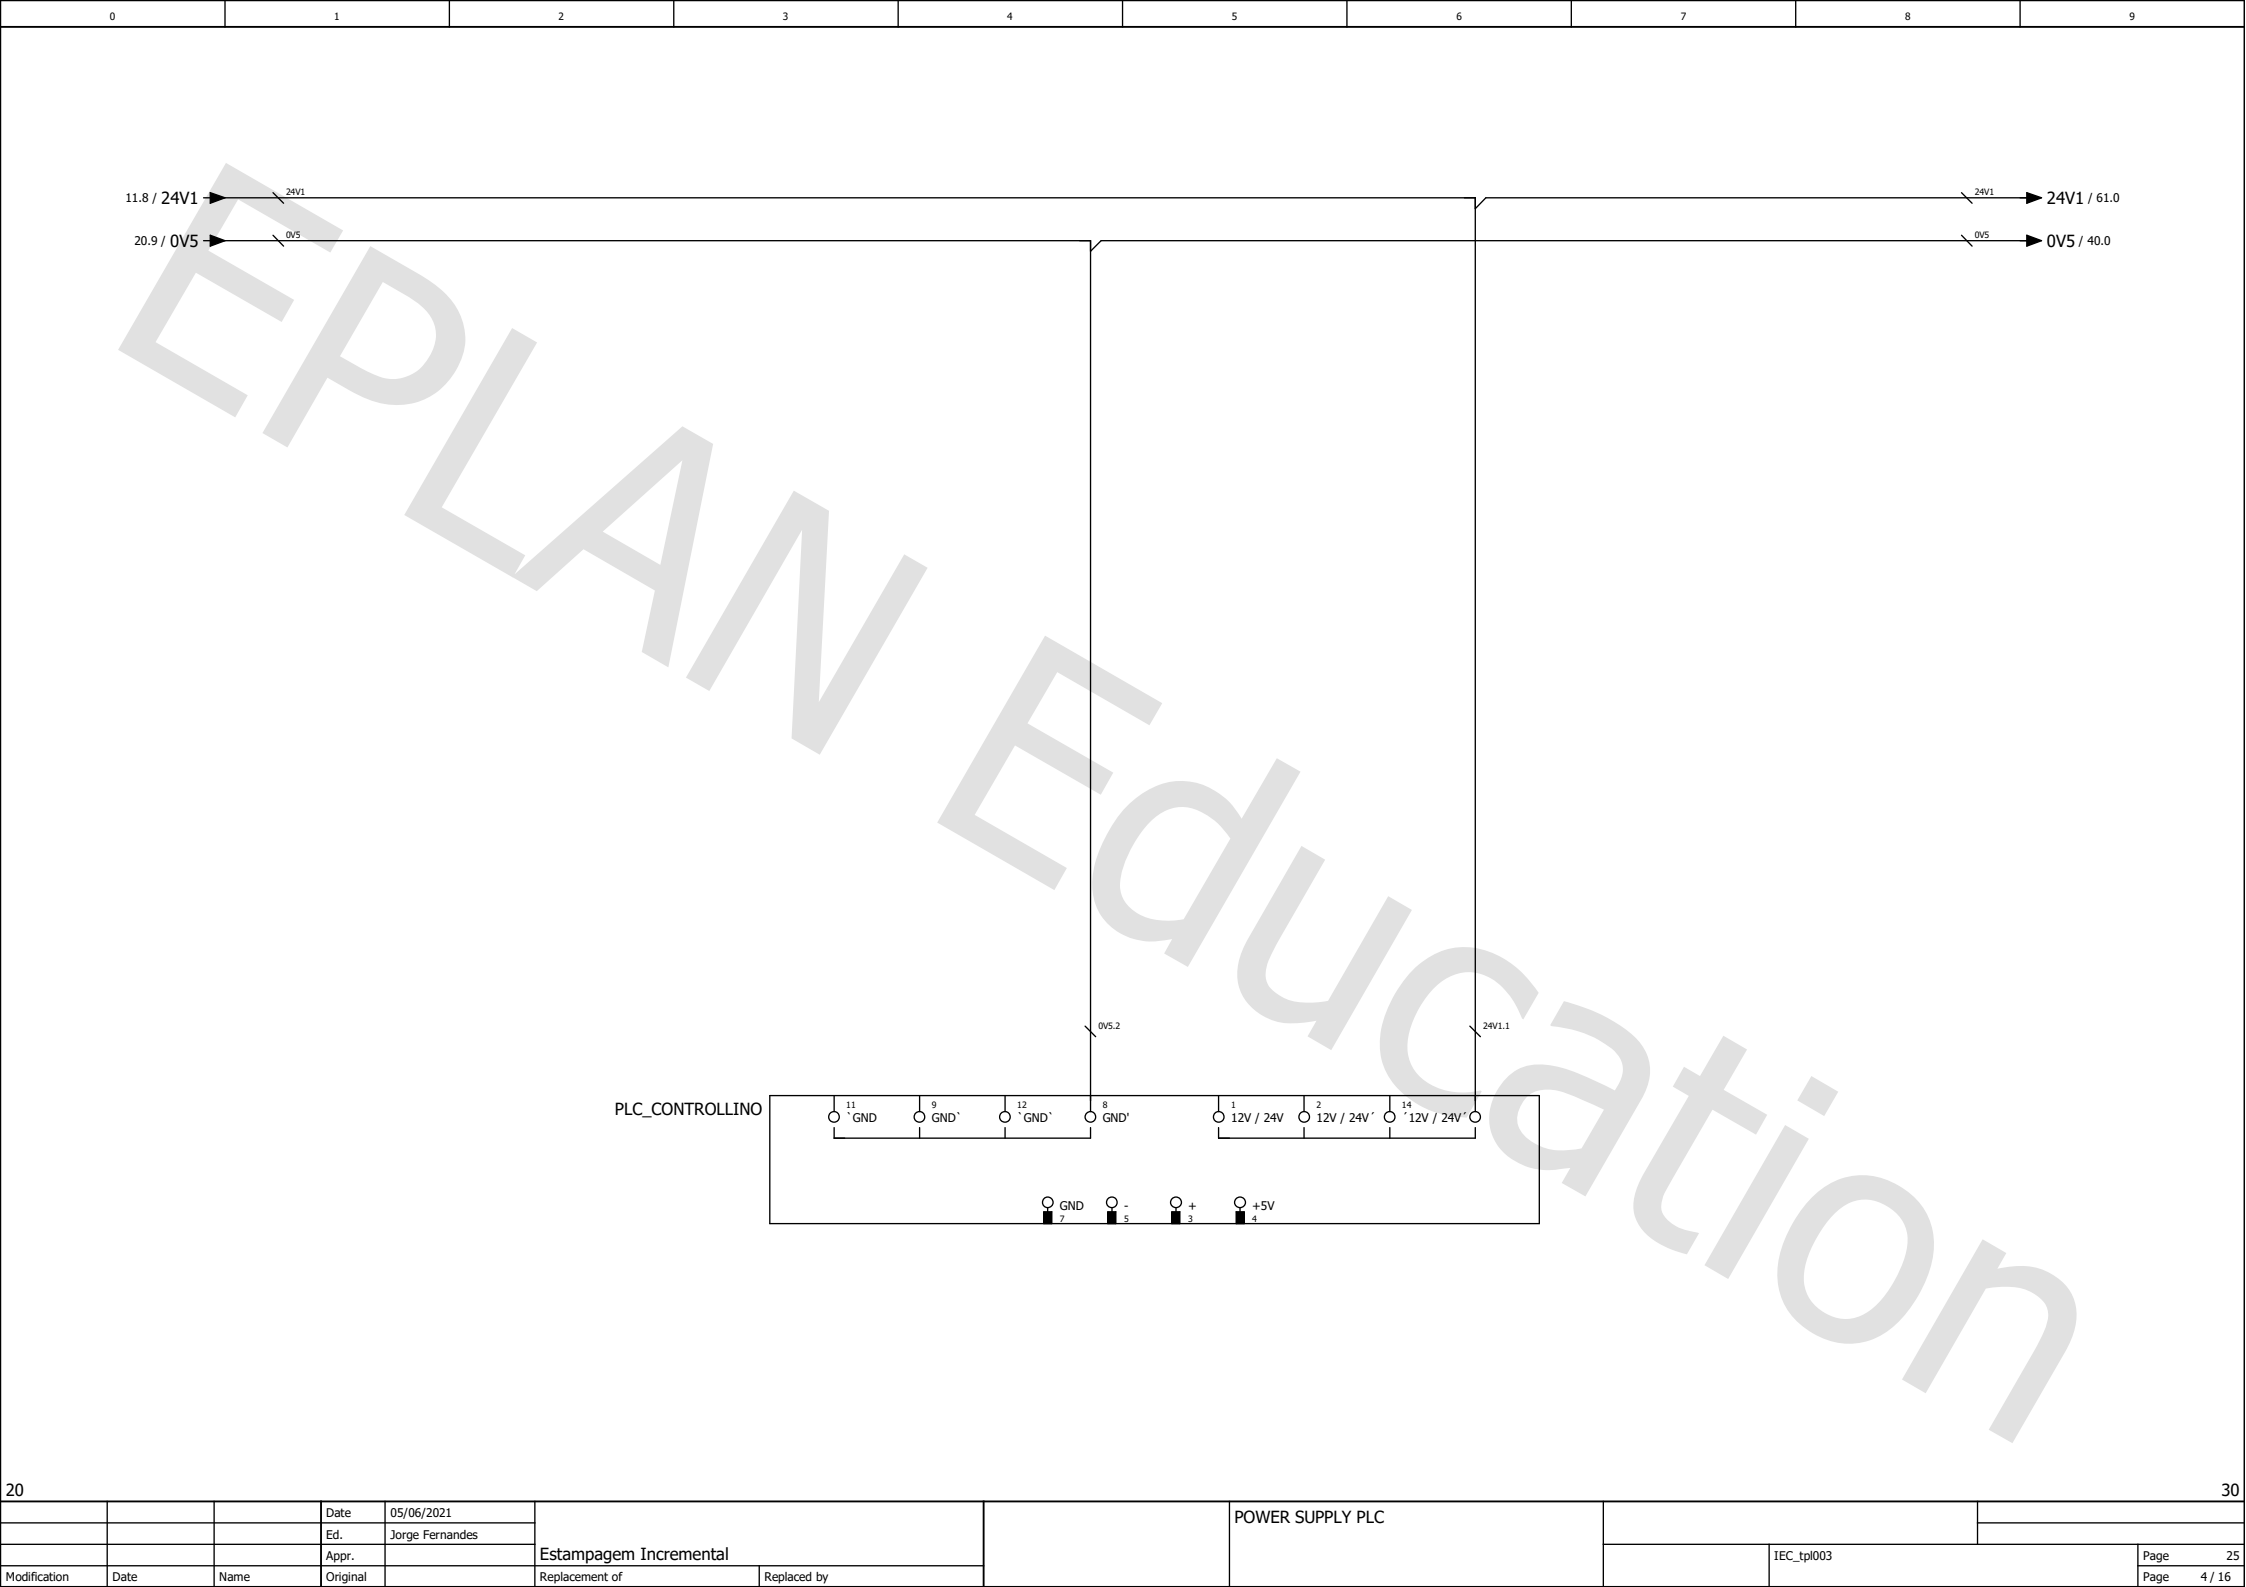 0 1 2 3 4 5 6 7 8 9
11.8 / 24V1 24V1 24V1 24V1 / 61.0
20.9 / 0V5 0V5 0V5 0V5 / 40.0
EPLAN Education
0V5.2 24V1.1
PLC_CONTROLLINO
11 9 12 8 1 2 14
`GND GND` `GND` GND' 12V / 24V 12V / 24V´ ´12V / 24V´
GND - + +5V
7 5 3 4
20 30
Date 05/06/2021
Ed. Jorge Fernandes
Appr.
Modification Date Name Original
Estampagem Incremental
Replacement of Replaced by
POWER SUPPLY PLC
IEC_tpl003
Page 25
Page 4 / 16